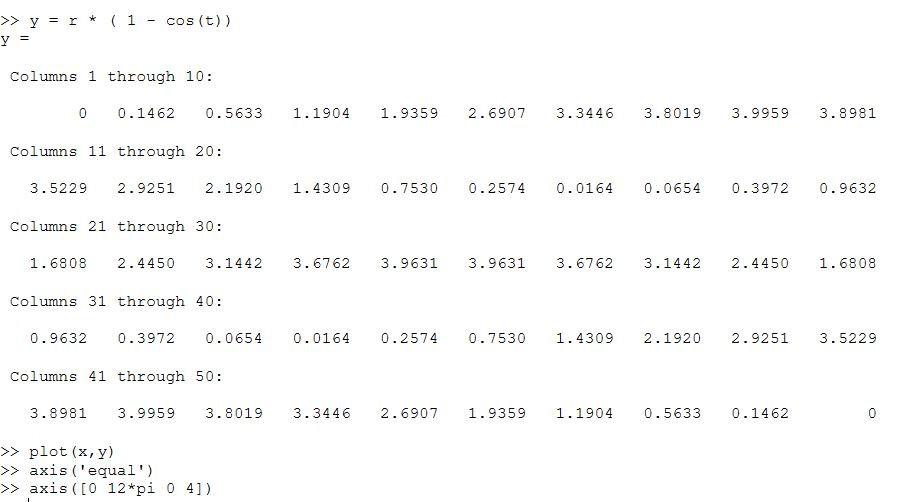 >> y = r * ( 1 - cos(t))
y =
Columns 1 through 10:
0 0.1462 0.5633 1.1904 1.9359 2.6907 3.3446 3.8019 3.9959 3.8981
Columns 11 through 20:
3.5229 2.9251 2.1920 1.4309 0.7530 0.2574 0.0164 0.0654 0.3972 0.9632
Columns 21 through 30:
1.6808 2.4450 3.1442 3.6762 3.9631 3.9631 3.6762 3.1442 2.4450 1.6808
Columns 31 through 40:
0.9632 0.3972 0.0654 0.0164 0.2574 0.7530 1.4309 2.1920 2.9251 3.5229
Columns 41 through 50:
3.8981 3.9959 3.8019 3.3446 2.6907 1.9359 1.1904 0.5633 0.1462 0
>> plot(x,y)
>> axis('equal')
>> axis([0 12*pi 0 4])